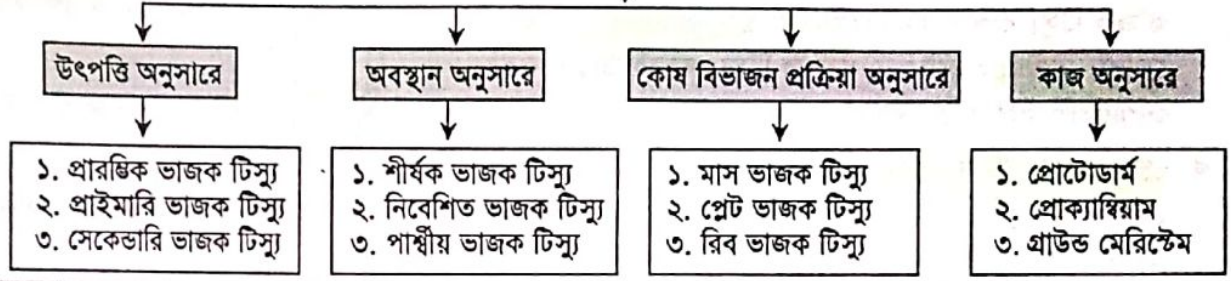 উৎপত্তি অনুসারে
অবস্থান অনুসারে
কোষ বিভাজন প্রক্রিয়া অনুসারে
কাজ অনুসারে
১. প্রারম্ভিক ভাজক টিস্যু
২. প্রাইমারি ভাজক টিস্যু
৩. সেকেন্ডারি ভাজক টিস্যু
১. শীর্ষক ভাজক টিস্যু
২. নিবেশিত ভাজক টিস্যু
৩. পার্শ্বীয় ভাজক টিস্যু
১. মাস ভাজক টিস্যু
২. প্লেট ভাজক টিস্যু
৩. রিব ভাজক টিস্যু
১. প্রোটোডার্ম
২. প্রোক্যাম্বিয়াম
৩. গ্রাউন্ড মেরিস্টেম